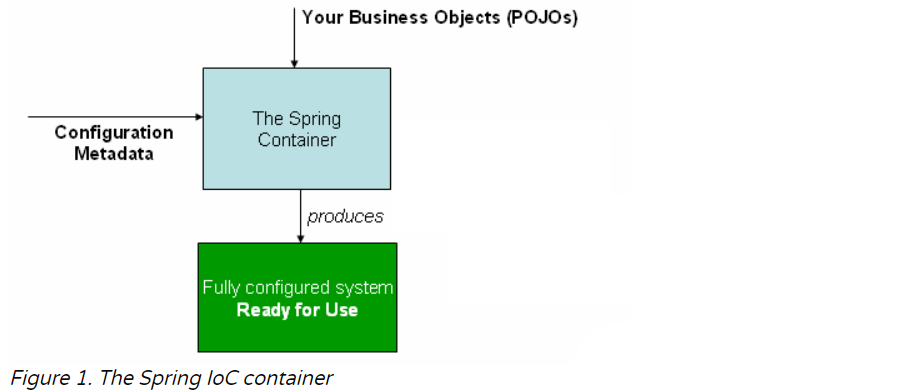 Your Business Objects (POJOs)
The Spring
Container
Configuration
Metadata
produces
Fully configured system
Ready for Use
Figure 1. The Spring IoC container